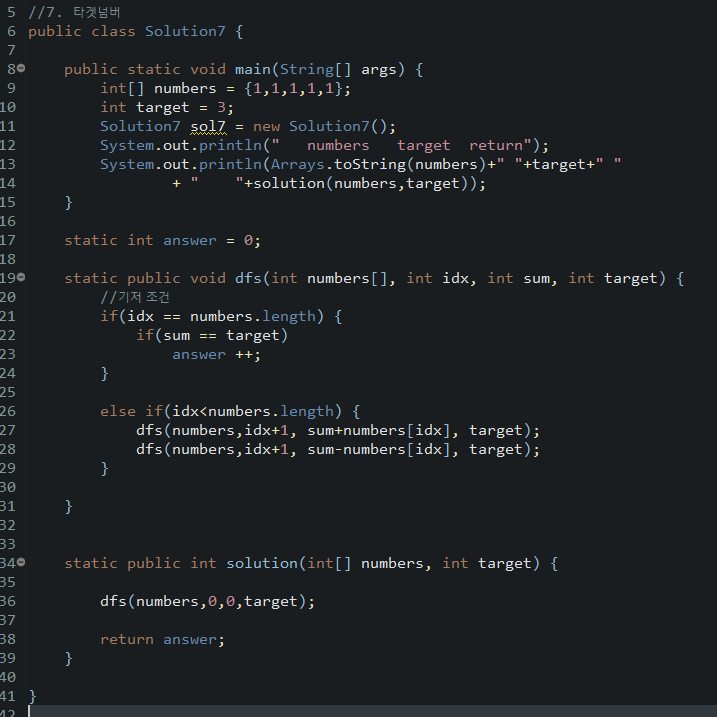 5 //7. 타겟넘버
6 public class Solution7 {
7
8 public static void main(String[] args) {
9 int[] numbers = {1,1,1,1,1};
10 int target = 3;
11 Solution7 sol7 = new Solution7();
12 System.out.println("   numbers   target  return");
13 System.out.println(Arrays.toString(numbers)+" "+target+" "
14 + "    "+solution(numbers,target));
15 }
16
17 static int answer = 0;
18
19 static public void dfs(int numbers[], int idx, int sum, int target) {
20 //기저 조건
21 if(idx == numbers.length) {
22 if(sum == target)
23 answer ++;
24 }
25
26 else if(idx<numbers.length) {
27 dfs(numbers,idx+1, sum+numbers[idx], target);
28 dfs(numbers,idx+1, sum-numbers[idx], target);
29 }
30
31 }
32
33
34 static public int solution(int[] numbers, int target) {
35
36 dfs(numbers,0,0,target);
37
38 return answer;
39 }
40
41 }
42